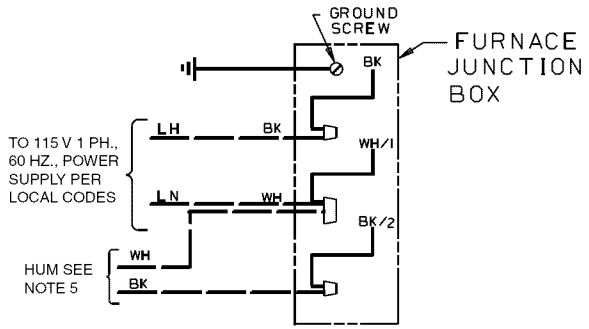 GROUND
SCREW
FURNACE
JUNCTION
BOX
BK
LH
BK
TO 115 V 1 PH.,
60 HZ., POWER
SUPPLY PER
LOCAL CODES
WH/1
LN
WH
BK/2
WH
HUM SEE
NOTE 5
BK